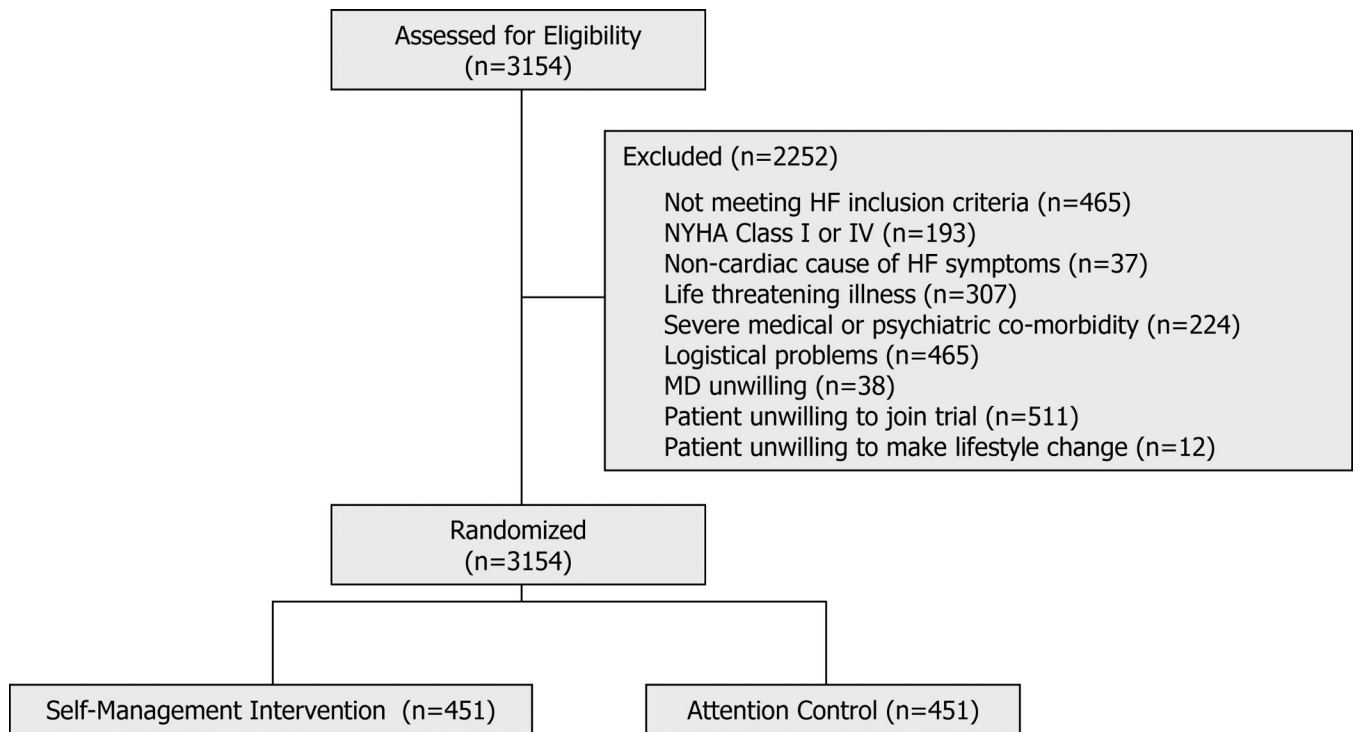 Assessed for Eligibility
(n=3154)
Excluded (n=2252)
Not meeting HF inclusion criteria (n=465)
NYHA Class I or IV (n=193)
Non-cardiac cause of HF symptoms (n=37)
Life threatening illness (n=307)
Severe medical or psychiatric co-morbidity (n=224)
Logistical problems (n=465)
MD unwilling (n=38)
Patient unwilling to join trial (n=511)
Patient unwilling to make lifestyle change (n=12)
Randomized
(n=3154)
Self-Management Intervention (n=451)
Attention Control (n=451)